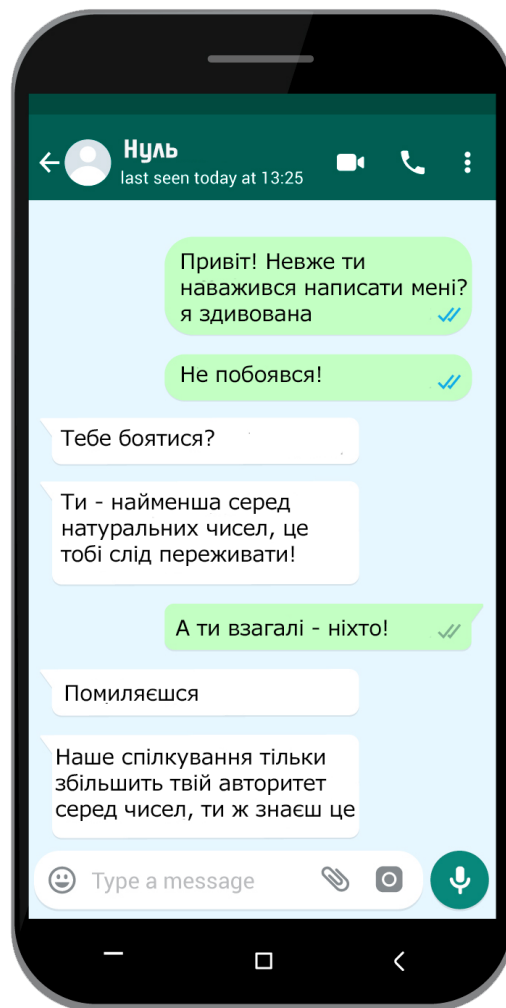 Нуль
last seen today at 13:25
Привіт! Невже ти
наважився написати мені?
я здивована
Не побоявся!
Тебе боятися?
Ти - найменша серед
натуральних чисел, це
тобі слід переживати!
А ти взагалі - ніхто!
Помиляєшся
Наше спілкування тільки
збільшить твій авторитет
серед чисел, ти ж знаєш це
Type a message